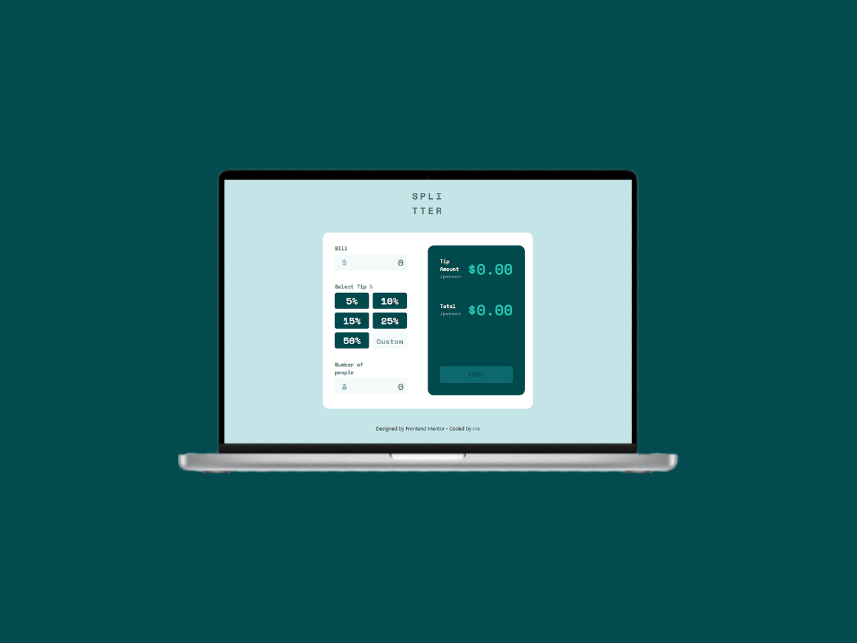 SPLI
TTER
Bill
$ 0
Select Tip %
5% 10%
15% 25%
50% Custom
Number of
people
0
Tip
Amount
/person
$0.00
Total
/person
$0.00
RESET
Designed by Frontend Mentor - Coded by me